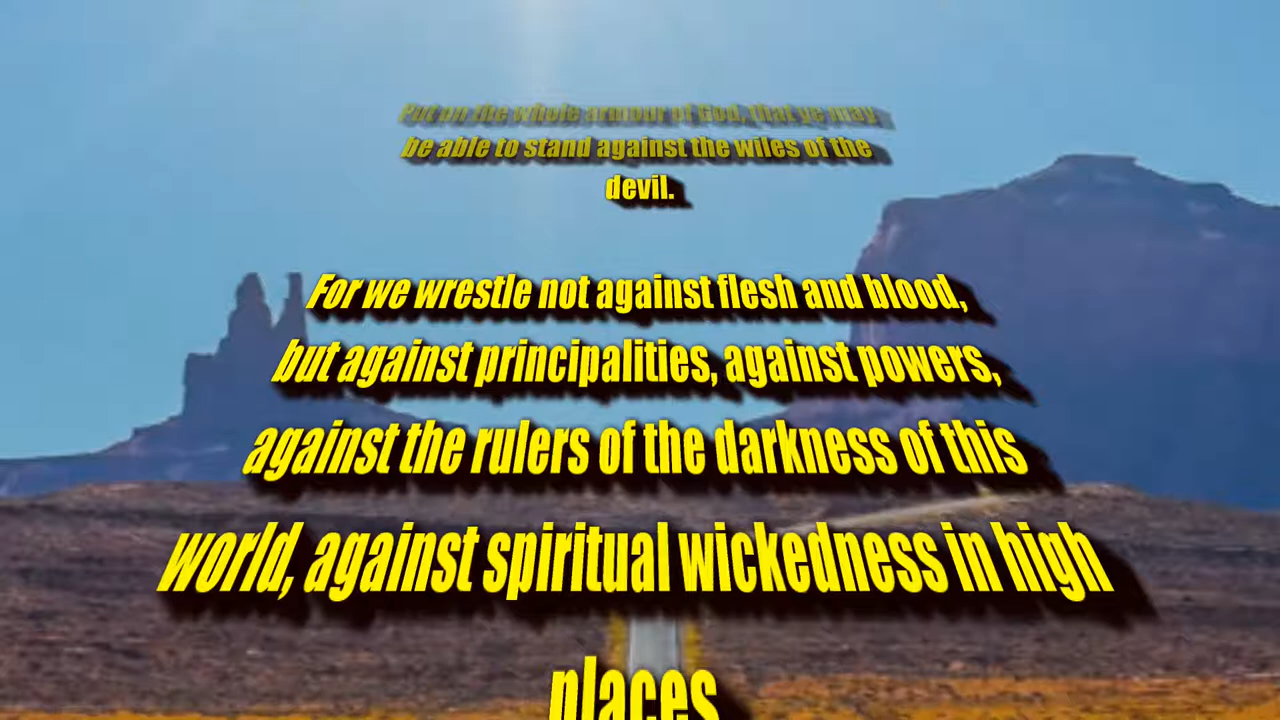 Put on the whole armour of God, that ye may
be able to stand against the wiles of the
devil.
For we wrestle not against flesh and blood,
but against principalities, against powers,
against the rulers of the darkness of this
world, against spiritual wickedness in high
places